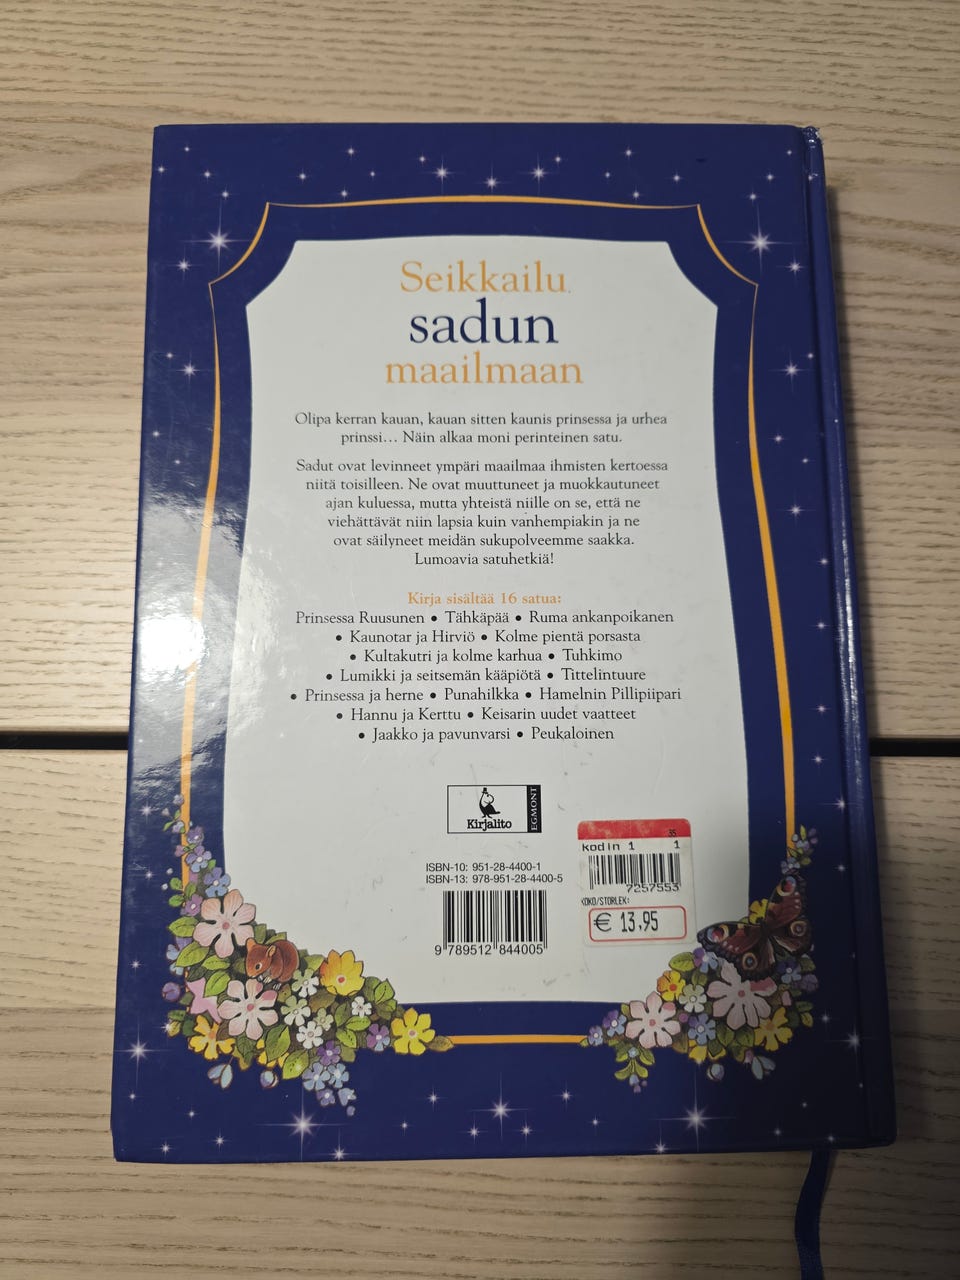 Seikkailu
sadun
maailmaan
Olipa kerran kauan, kauan sitten kaunis prinsessa ja urhea
prinssi… Näin alkaa moni perinteinen satu.
Sadut ovat levinneet ympäri maailmaa ihmisten kertoessa
niitä toisilleen. Ne ovat muuttuneet ja muokkautuneet
ajan kuluessa, mutta yhteistä niille on se, että ne
viehättävät niin lapsia kuin vanhempiakin ja ne
ovat säilyneet meidän sukupolveemme saakka.
Lumoavia satuhetkiä!
Kirja sisältää 16 satua:
Prinsessa Ruusunen • Tähkäpää • Ruma ankanpoikanen
• Kaunotar ja Hirviö • Kolme pientä porsasta
• Kultakutri ja kolme karhua • Tuhkimo
• Lumikki ja seitsemän kääpiötä • Tittelintuure
• Prinsessa ja herne • Punahilkka • Hamelnin Pillipiipari
• Hannu ja Kerttu • Keisarin uudet vaatteet
• Jaakko ja pavunvarsi • Peukaloinen
Kirjalito
EGMONT
ISBN-10: 951-28-4400-1
ISBN-13: 978-951-28-4400-5
9 789512 844005
35
kodin 1 1
7257553
KOKO/STORLEK:
€ 13,95